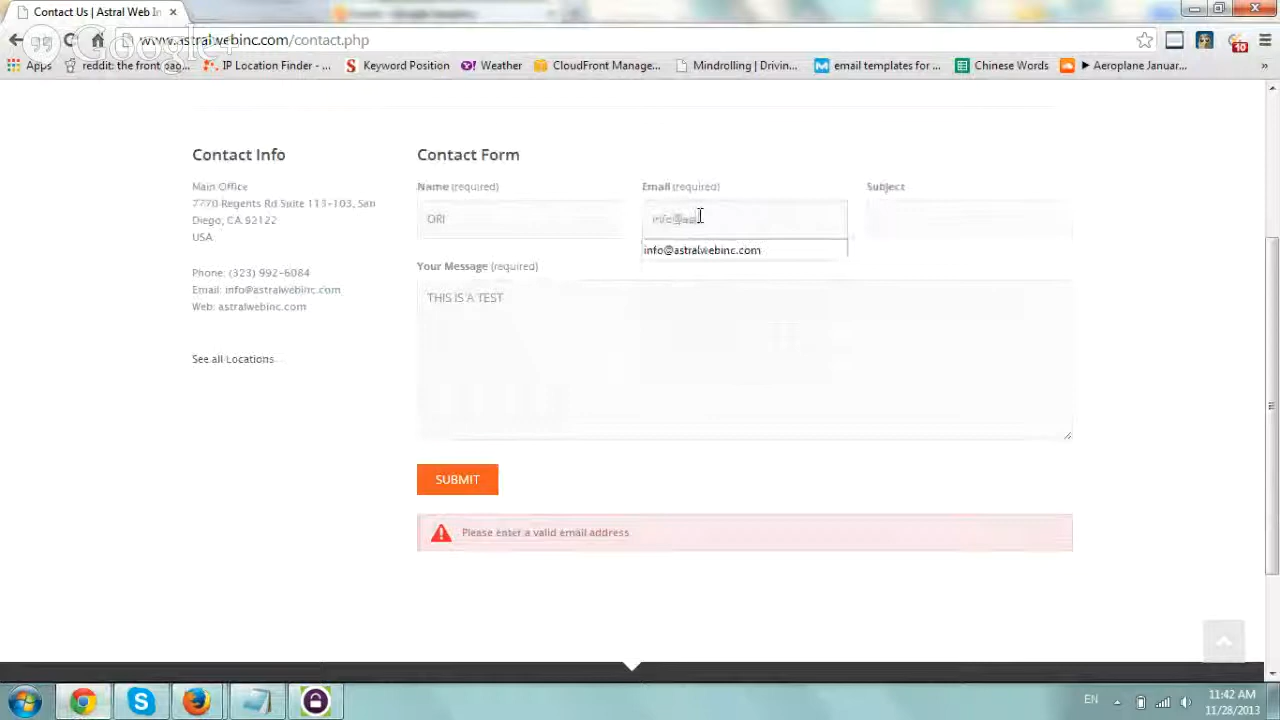 Contact Us | Astral Web In
Google+
www.astralwebinc.com/contact.php
10
Apps
reddit: the front pag...
IP Location Finder - ...
Keyword Position
Weather
CloudFront Manage...
Mindrolling | Drivin...
email templates for ...
Chinese Words
▶ Aeroplane Januar...
»
Contact Info
Contact Form
Main Office
7770 Regents Rd Suite 113-103, San
Diego, CA 92122
USA
Phone: (323) 992-6084
Email: info@astralwebinc.com
Web: astralwebinc.com
See all Locations
Name (required)
Email (required)
Subject
ORI
info@ast
info@astralwebinc.com
Your Message (required)
THIS IS A TEST
SUBMIT
Please enter a valid email address
EN
11:42 AM
11/28/2013